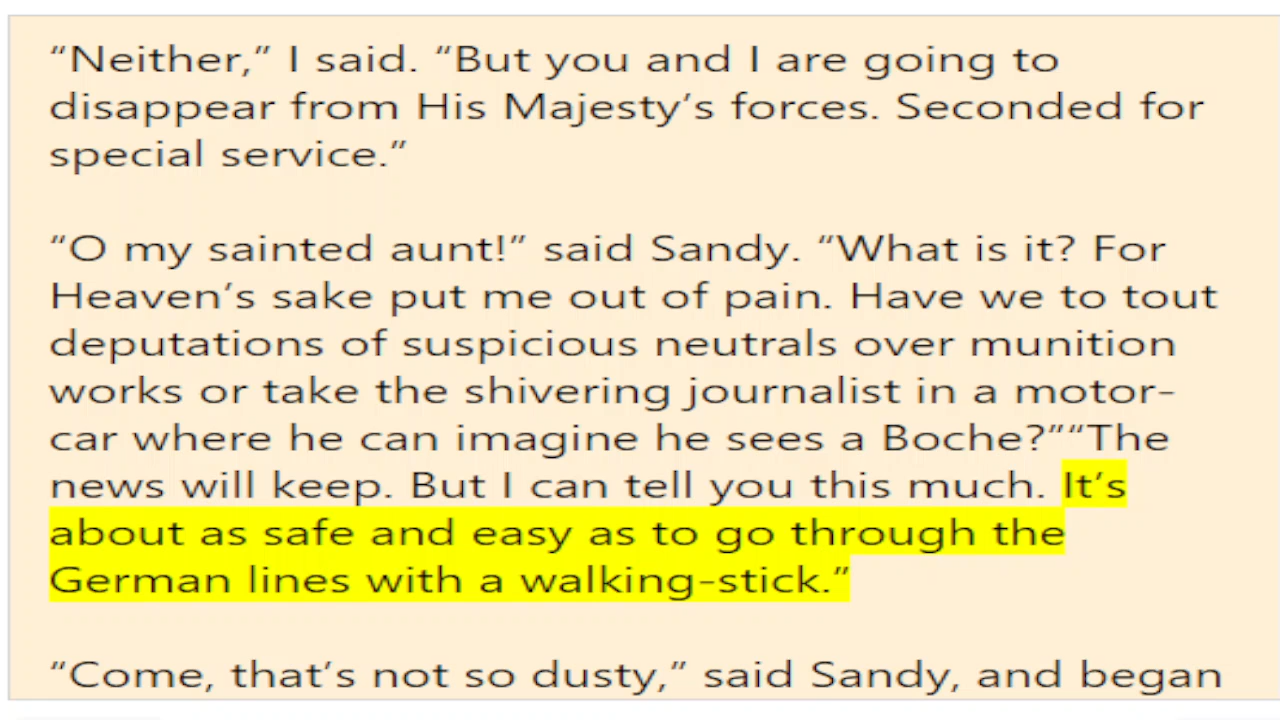 “Neither,” I said. “But you and I are going to
disappear from His Majesty’s forces. Seconded for
special service.”
“O my sainted aunt!” said Sandy. “What is it? For
Heaven’s sake put me out of pain. Have we to tout
deputations of suspicious neutrals over munition
works or take the shivering journalist in a motor-
car where he can imagine he sees a Boche?”“The
news will keep. But I can tell you this much. It’s
about as safe and easy as to go through the
German lines with a walking-stick.”
“Come, that’s not so dusty,” said Sandy, and began